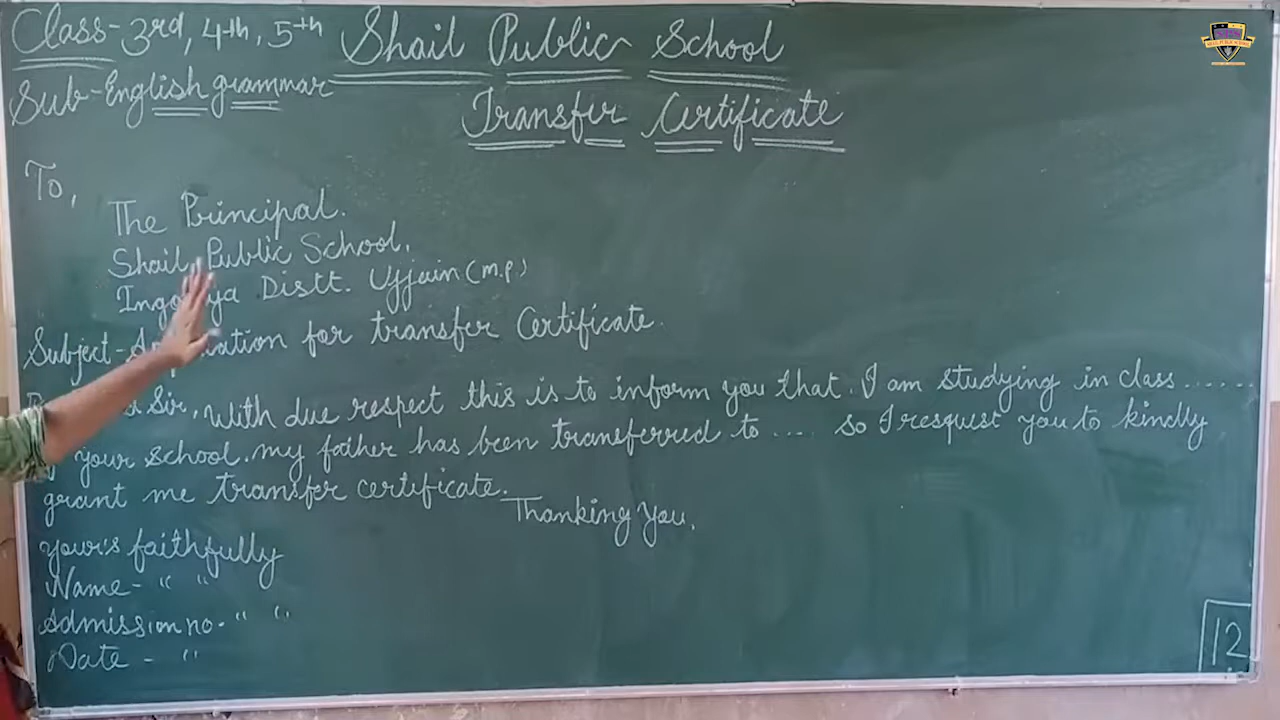 Class-3rd, 4th, 5th
Shail Public School
Sub-English grammar
Transfer Certificate
To,
The Principal.
Shail Public School,
Distt. Ujjain (m.p)
Subject- for transfer Certificate.
Sir, With due respect this is to inform you that. I am studying in class......
your school. my father has been transferred to .... so I resquest you to kindly
grant me transfer certificate.
Thanking You,
your's faithfully
Name- " "
Admission no- " "
Date - "
12